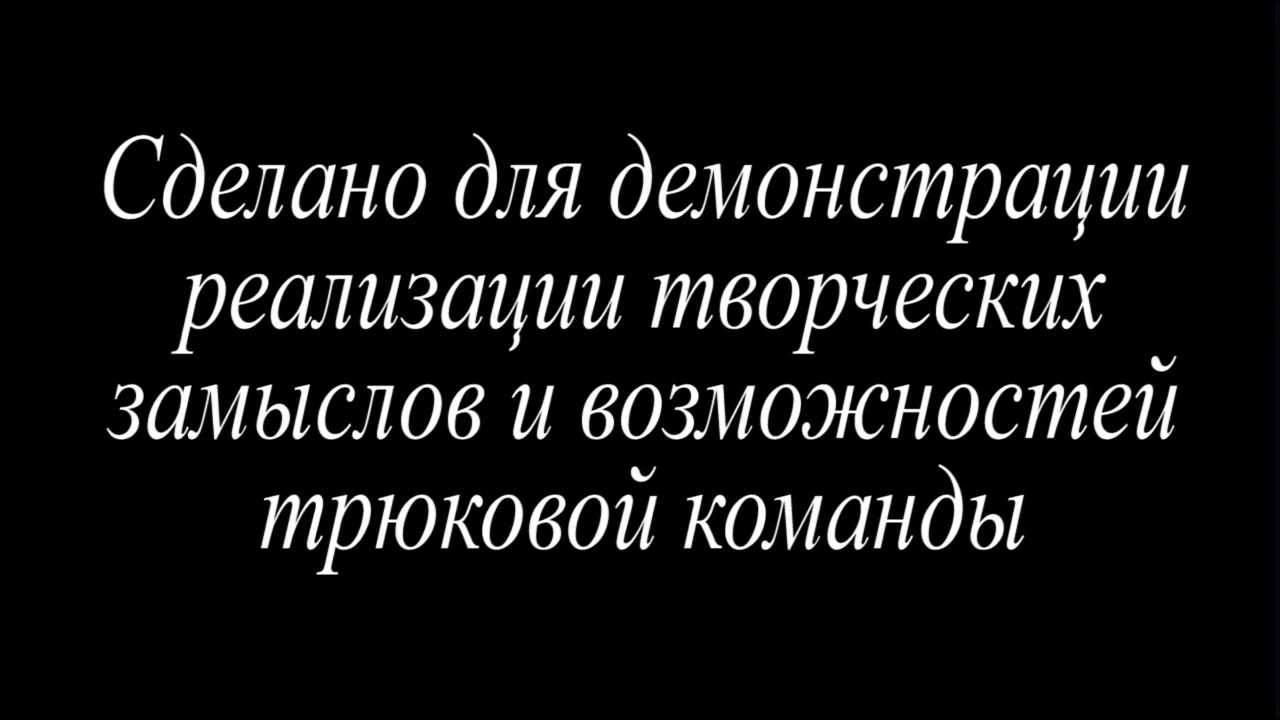 Сделано для демонстрации
реализации творческих
замыслов и возможностей
трюковой команды